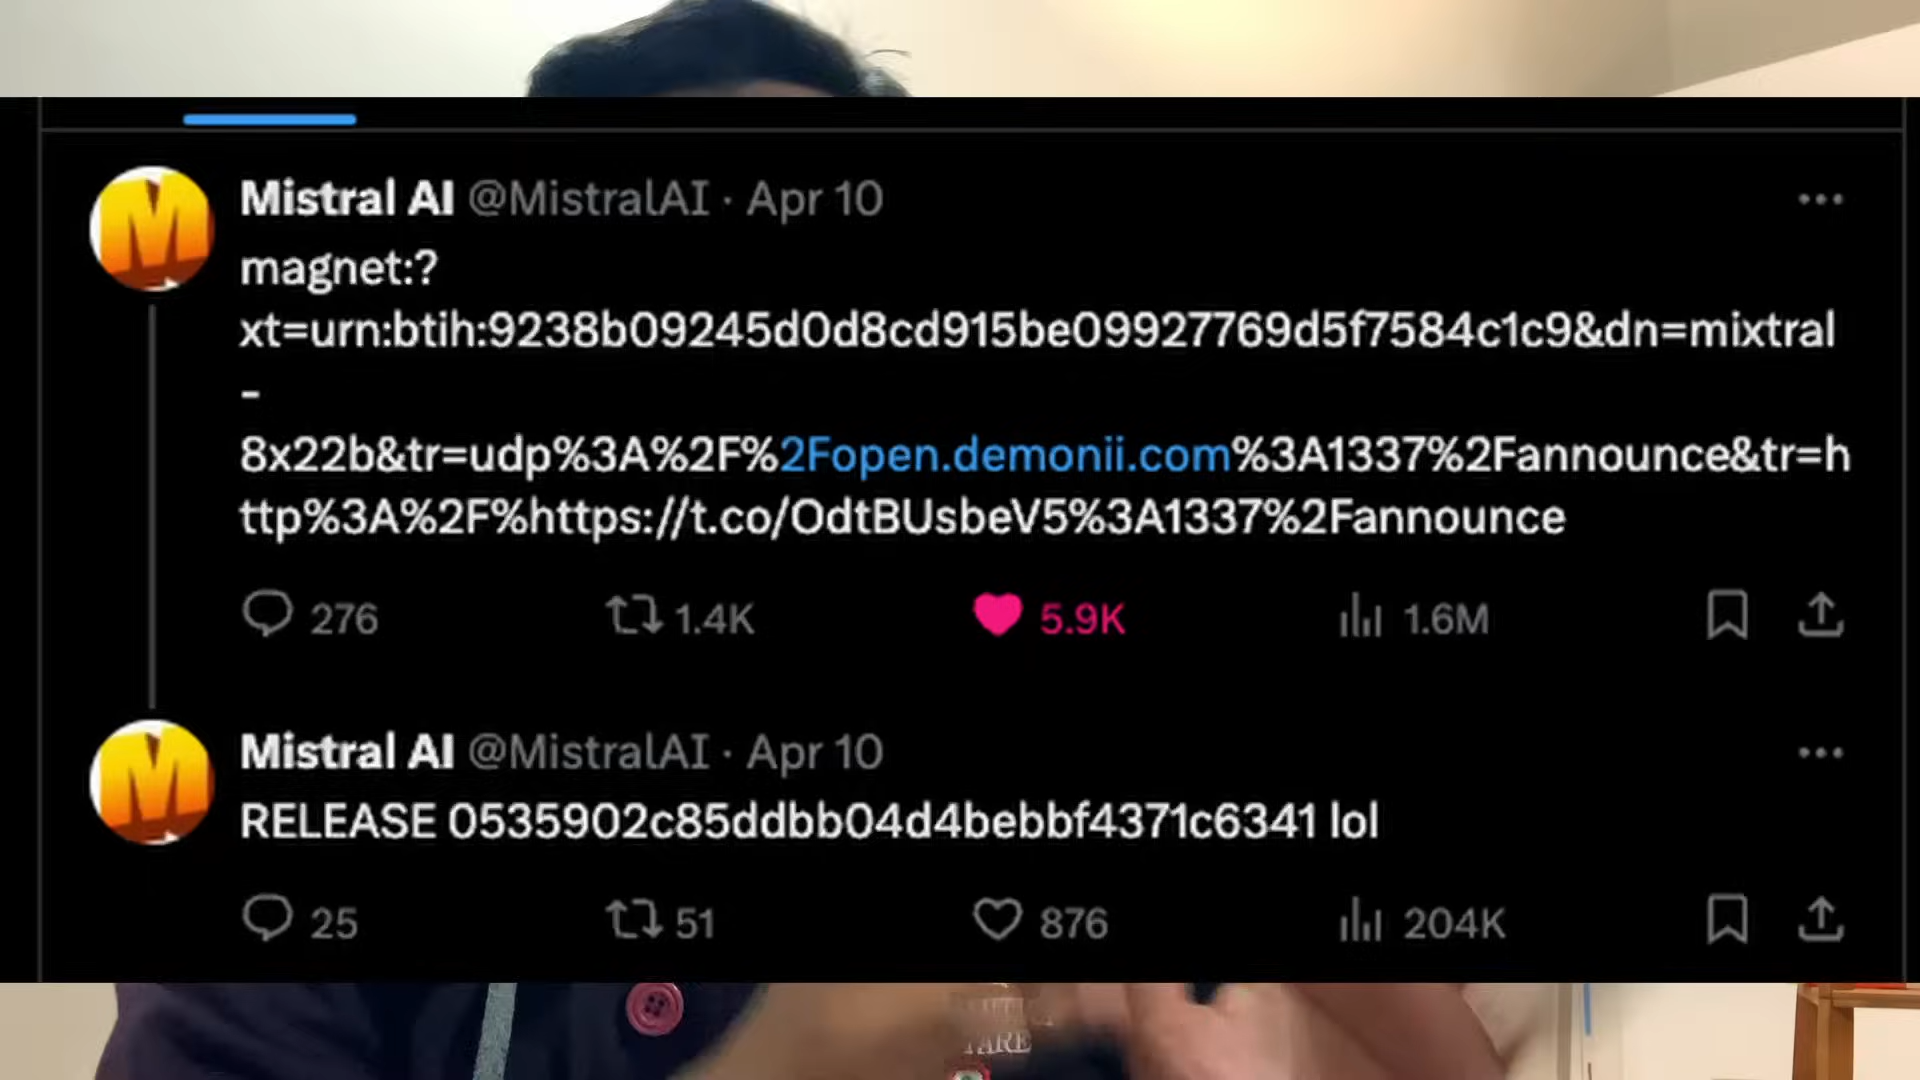 Mistral AI @MistralAI · Apr 10
magnet:?
xt=urn:btih:9238b09245d0d8cd915be09927769d5f7584c1c9&dn=mixtral
-
8x22b&tr=udp%3A%2F%2Fopen.demonii.com%3A1337%2Fannounce&tr=h
ttp%3A%2F%https://t.co/OdtBUsbeV5%3A1337%2Fannounce
276 1.4K 5.9K 1.6M
Mistral AI @MistralAI · Apr 10
RELEASE 0535902c85ddbb04d4bebbf4371c6341 lol
25 51 876 204K